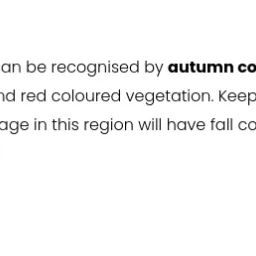 an be recognised by autumn co
nd red coloured vegetation. Keep
age in this region will have fall co